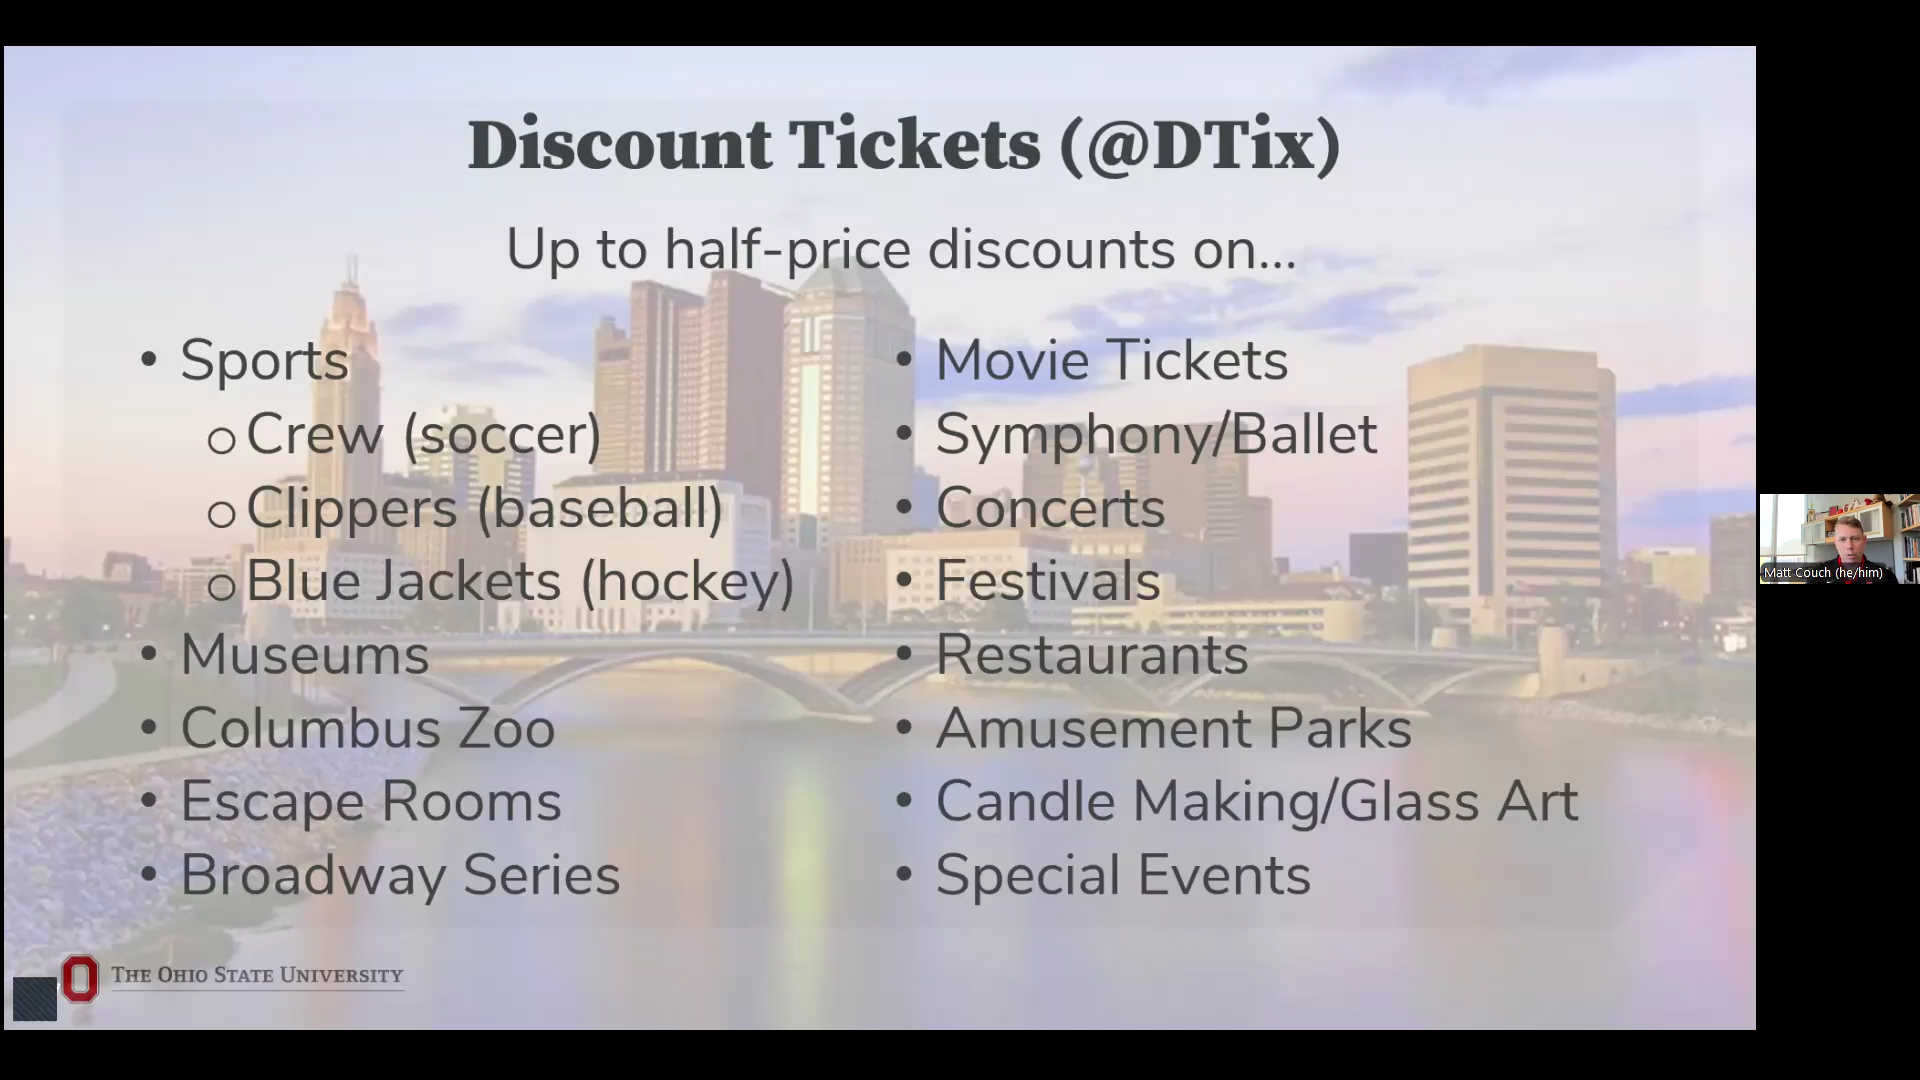 Discount Tickets (@DTix)
Up to half-price discounts on...
• Sports
o Crew (soccer)
o Clippers (baseball)
o Blue Jackets (hockey)
• Museums
• Columbus Zoo
• Escape Rooms
• Broadway Series
• Movie Tickets
• Symphony/Ballet
• Concerts
• Festivals
• Restaurants
• Amusement Parks
• Candle Making/Glass Art
• Special Events
THE OHIO STATE UNIVERSITY
Matt Couch (he/him)